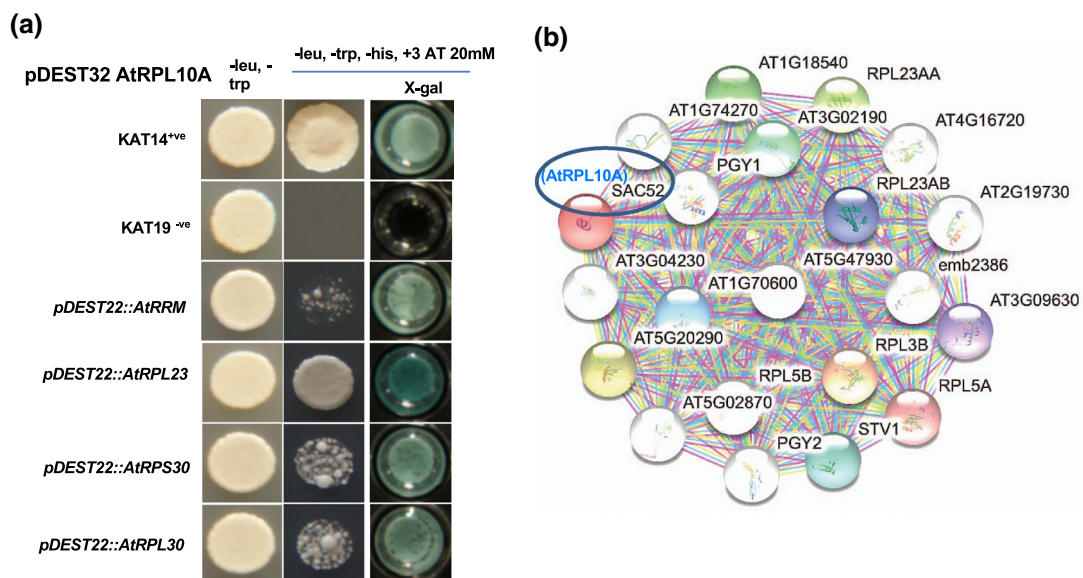 (a)
pDEST32 AtRPL10A
-leu, -
trp
-leu, -trp, -his, +3 AT 20mM
X-gal
KAT14+ve
KAT19 -ve
pDEST22::AtRRM
pDEST22::AtRPL23
pDEST22::AtRPS30
pDEST22::AtRPL30
(b)
AT1G18540
RPL23AA
AT1G74270
AT3G02190
AT4G16720
PGY1
(AtRPL10A)
SAC52
RPL23AB
AT2G19730
AT3G04230
AT5G47930
emb2386
AT1G70600
AT3G09630
AT5G20290
RPL3B
RPL5B
RPL5A
AT5G02870
STV1
PGY2